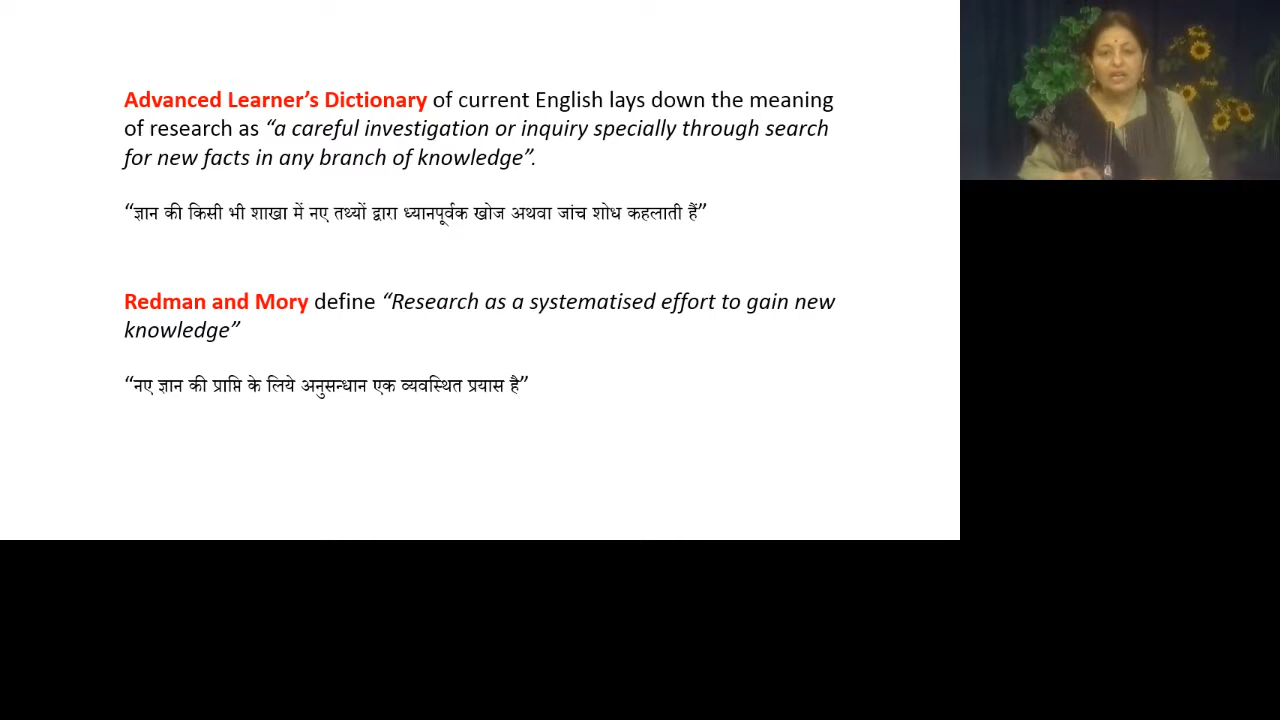 Advanced Learner’s Dictionary of current English lays down the meaning
of research as “a careful investigation or inquiry specially through search
for new facts in any branch of knowledge”.
“ज्ञान की किसी भी शाखा में नए तथ्यों द्वारा ध्यानपूर्वक खोज अथवा जांच शोध कहलाती हैं”
Redman and Mory define “Research as a systematised effort to gain new
knowledge”
“नए ज्ञान की प्राप्ति के लिये अनुसन्धान एक व्यवस्थित प्रयास है”